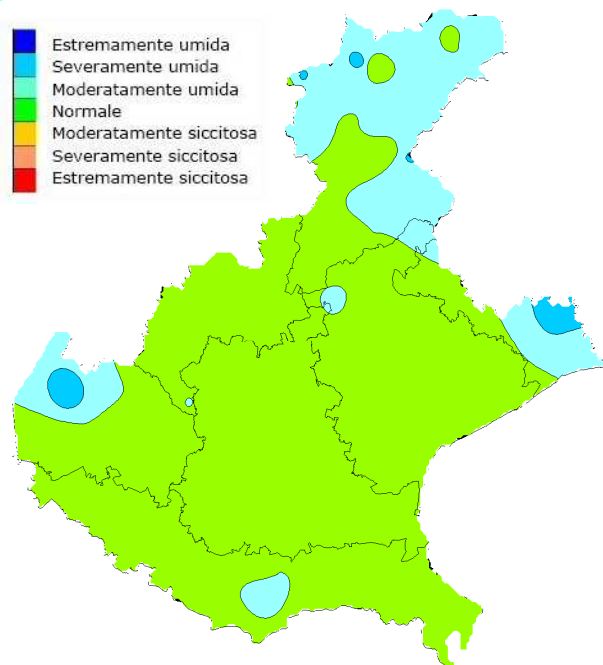 Estremamente umida
Severamente umida
Moderatamente umida
Normale
Moderatamente siccitosa
Severamente siccitosa
Estremamente siccitosa